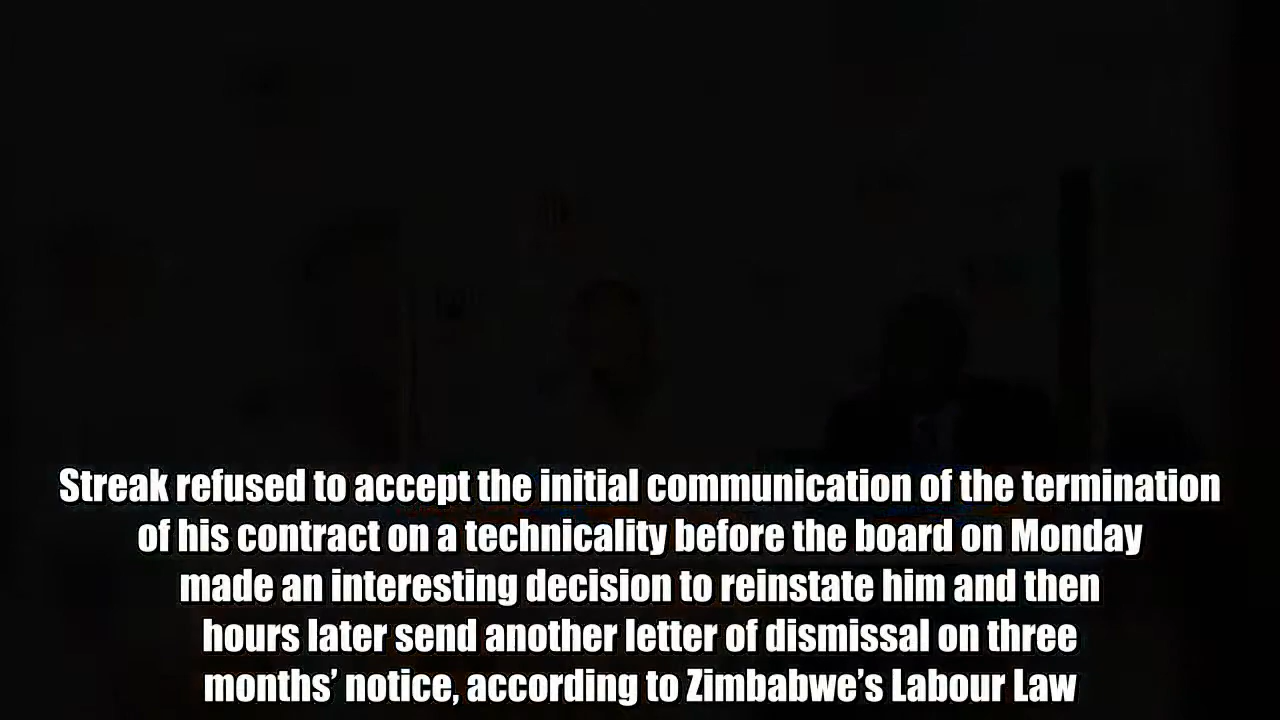 Streak refused to accept the initial communication of the termination
of his contract on a technicality before the board on Monday
made an interesting decision to reinstate him and then
hours later send another letter of dismissal on three
months’ notice, according to Zimbabwe’s Labour Law